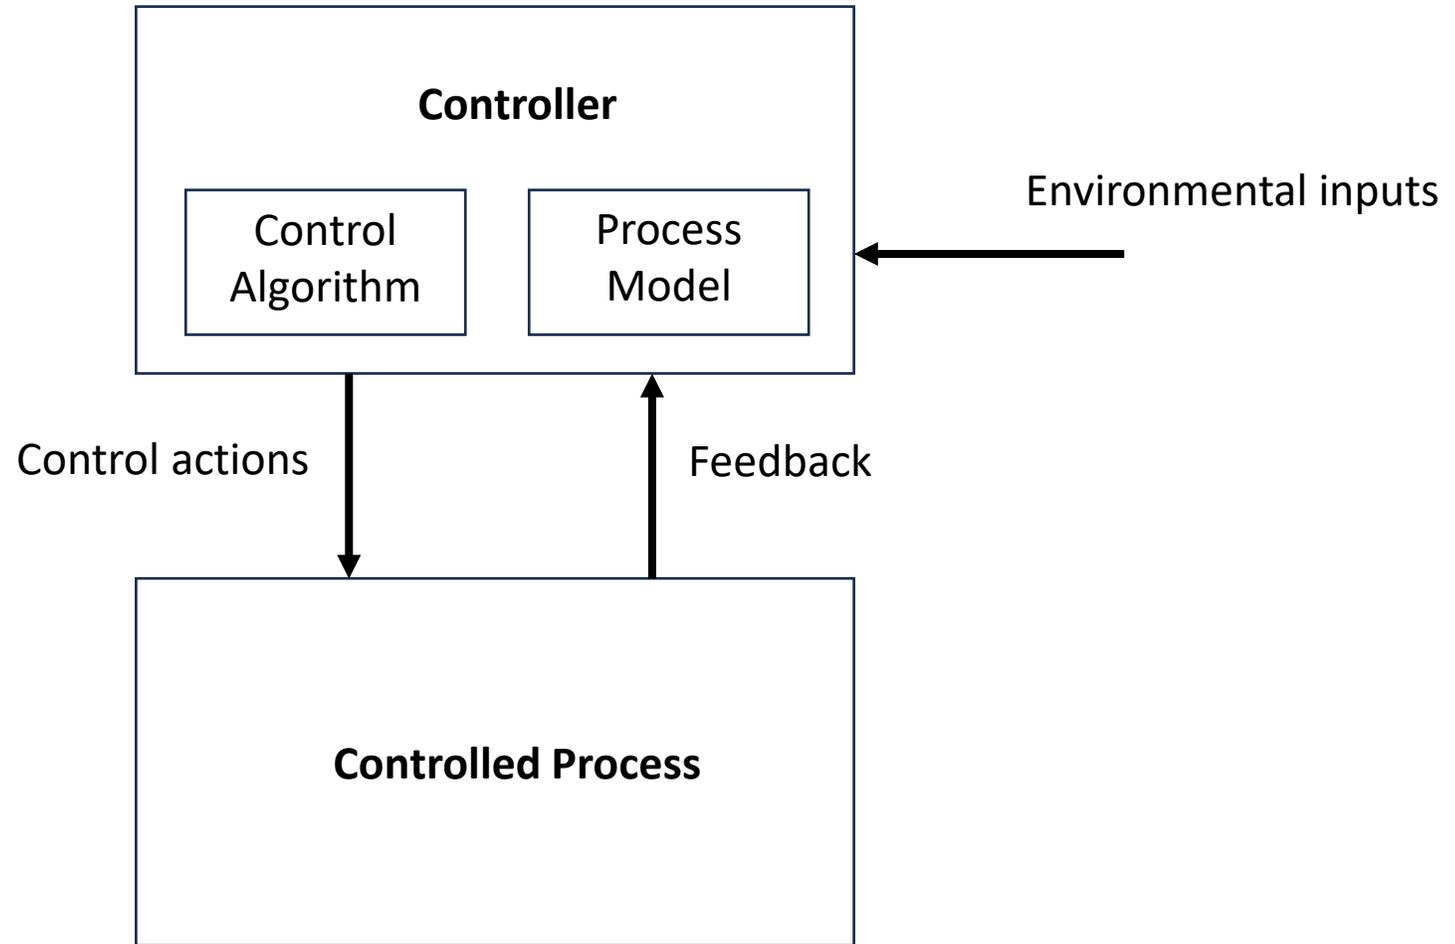 Controller
Environmental inputs
Control
Algorithm
Process
Model
Control actions
Feedback
Controlled Process